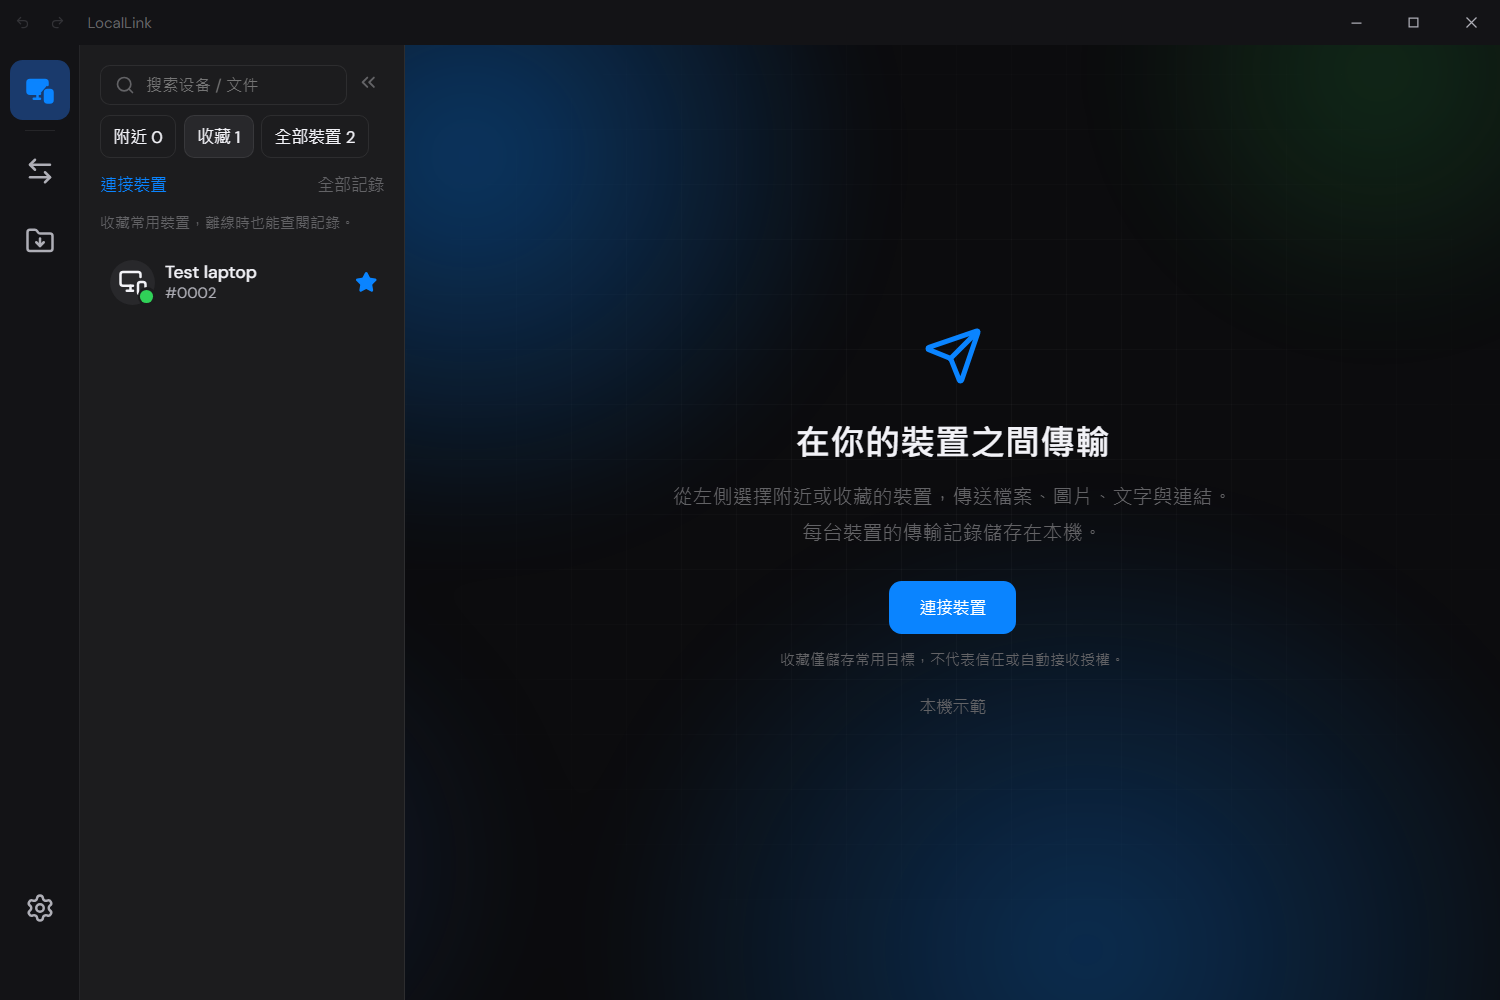 LocalLink
搜索设备 / 文件
附近 0
收藏 1
全部裝置 2
連接裝置
全部記錄
收藏常用裝置，離線時也能查閱記錄。
Test laptop
#0002
在你的裝置之間傳輸
從左側選擇附近或收藏的裝置，傳送檔案、圖片、文字與連結。
每台裝置的傳輸記錄儲存在本機。
連接裝置
收藏僅儲存常用目標，不代表信任或自動接收授權。
本機示範